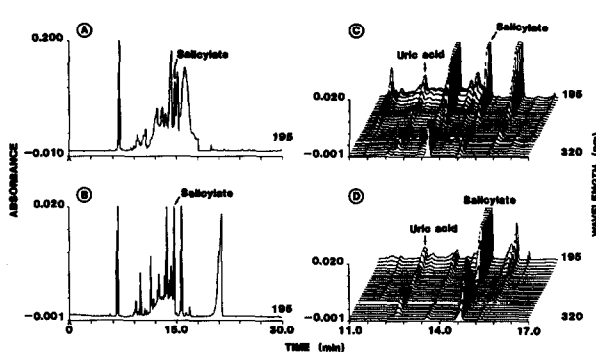 A
0.200
Salicylate
195
-0.010
B
0.020
Salicylate
195
-0.001
0
15.0
30.0
ABSORBANCE
TIME (min)
C
Salicylate
Uric acid
0.020
195
-0.001
320
D
Salicylate
Uric acid
195
0.020
-0.001
320
11.0
14.0
17.0
WAVELENGTH (nm)